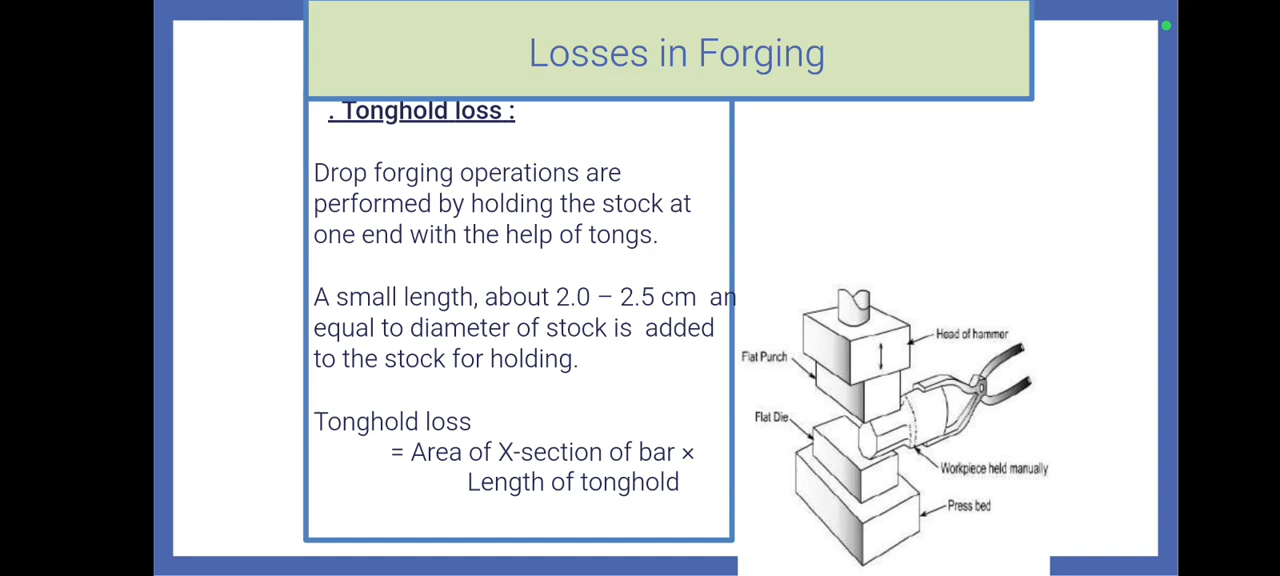 Losses in Forging
. Tonghold loss :
Drop forging operations are
performed by holding the stock at
one end with the help of tongs.
A small length, about 2.0 – 2.5 cm an
equal to diameter of stock is added
to the stock for holding.
Tonghold loss
= Area of X-section of bar ×
Length of tonghold
Head of hammer
Flat Punch
Flat Die
Workpiece held manually
Press bed